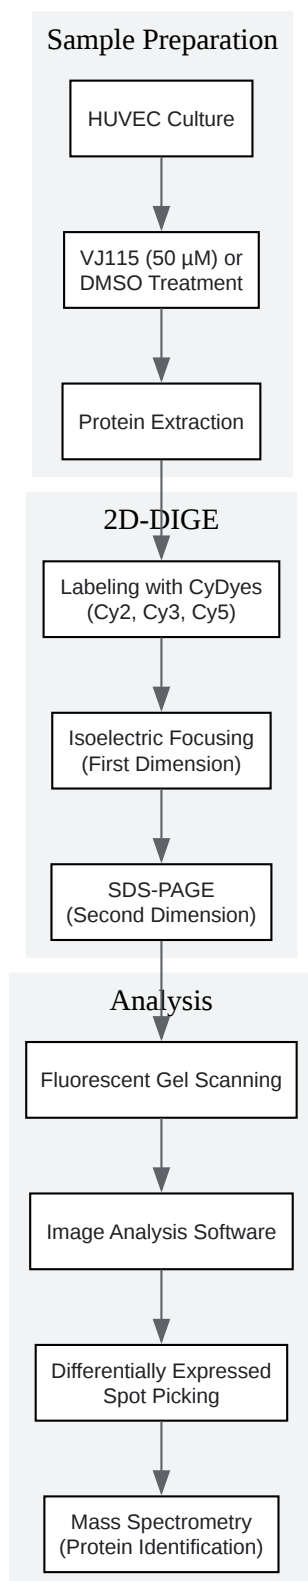 Sample Preparation
HUVEC Culture
VJ115 (50 µM) or
DMSO Treatment
Protein Extraction
2D-DIGE
Labeling with CyDyes
(Cy2, Cy3, Cy5)
Isoelectric Focusing
(First Dimension)
SDS-PAGE
(Second Dimension)
Analysis
Fluorescent Gel Scanning
Image Analysis Software
Differentially Expressed
Spot Picking
Mass Spectrometry
(Protein Identification)